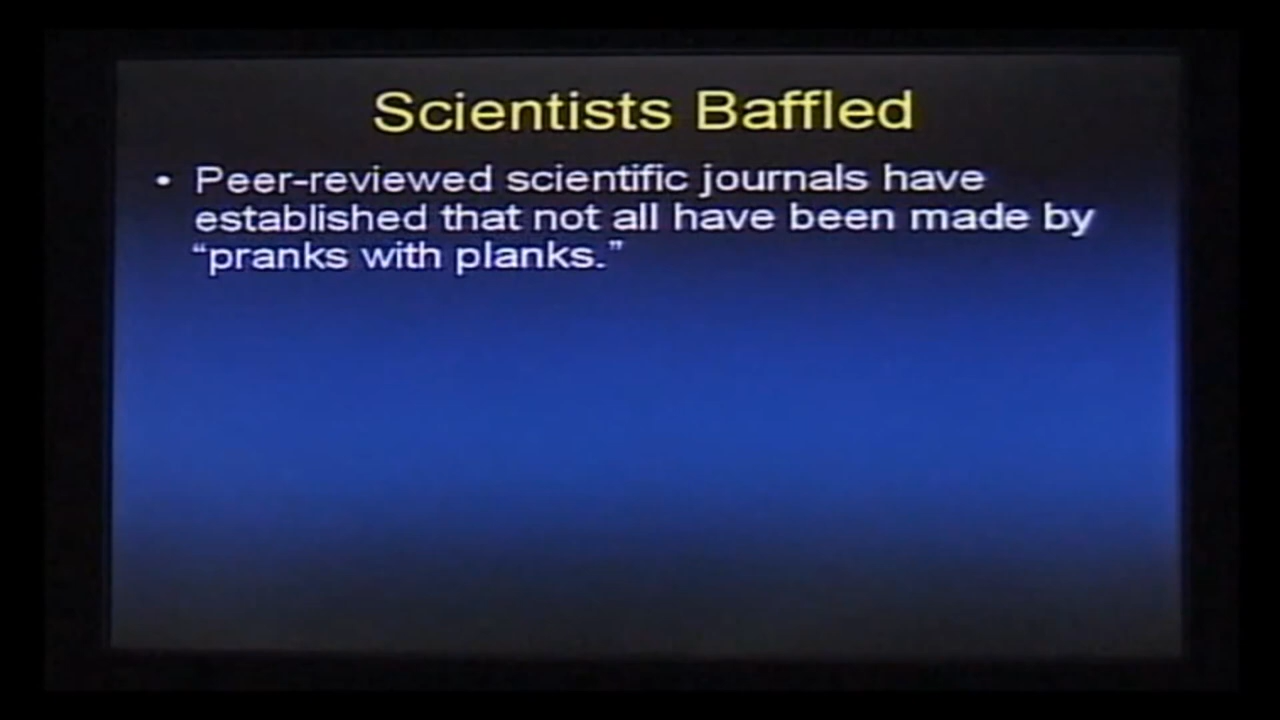 Scientists Baffled
• Peer-reviewed scientific journals have
established that not all have been made by
“pranks with planks.”